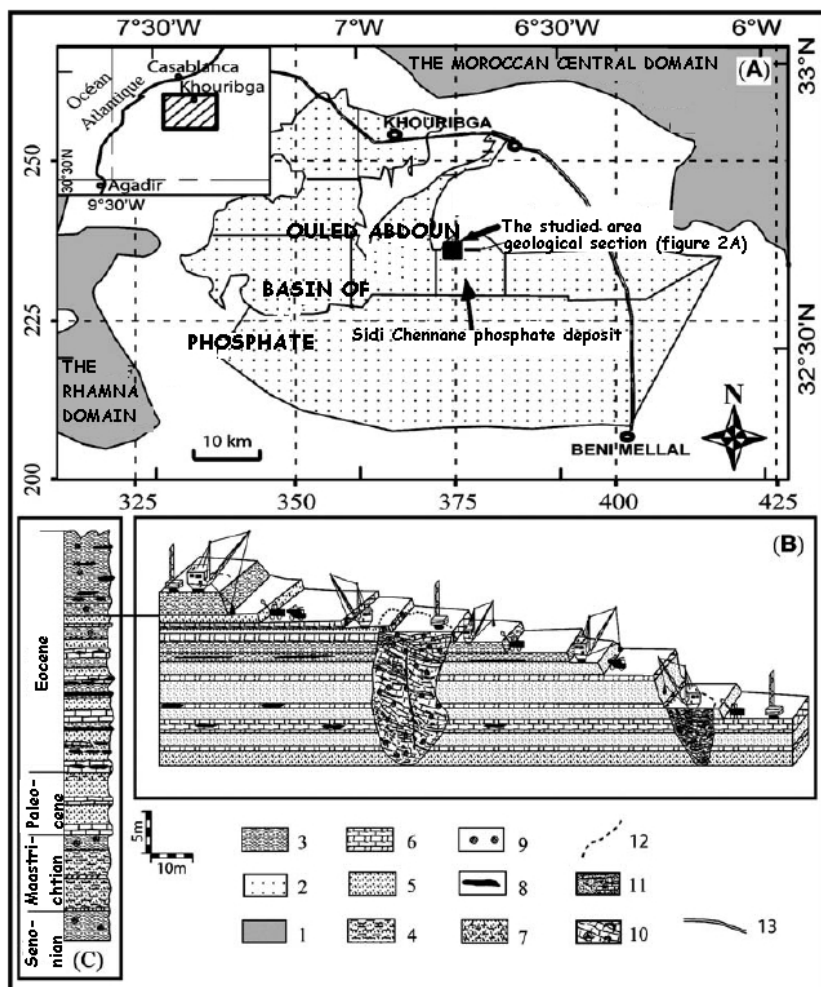 7°30'W 7°W 6°30'W 6°W
THE MOROCCAN CENTRAL DOMAIN
(A)
33°N
Casablanca
Khouribga
Océan
Atlantique
30°30'N
Agadir
9°30'W
KHOURIBGA
250
OULED ABDOUN
The studied area
geological section (figure 2A)
BASIN OF
225
PHOSPHATE
Sidi Chennane phosphate deposit
32°30'N
THE
RHAMNA
DOMAIN
N
10 km
BENI MELLAL
200
325 350 375 400 425
(B)
Eocene
Paleo-
cene
Maastri-
chtian
Seno-
nian
(C)
5m
10m
3 6 9 12
2 5 8 11
1 4 7 10 13